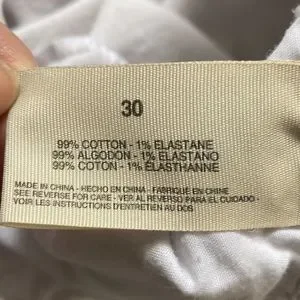 30
99% COTTON - 1% ELASTANE
99% ALGODON - 1% ELASTANO
99% COTON - 1% ÉLASTHANNE
MADE IN CHINA - HECHO EN CHINA - FABRIQUÉ EN CHINE
SEE REVERSE FOR CARE - VER AL REVERSO PARA EL CUIDADO -
VOIR LES INSTRUCTIONS D'ENTRETIEN AU DOS